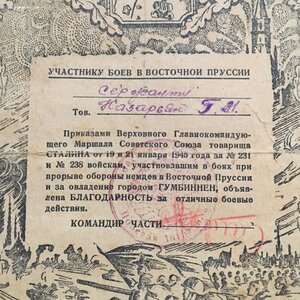 УЧАСТНИКУ БОЕВ В ВОСТОЧНОЙ ПРУССИИ
сержанту
Тов. Назарьян Г.
Приказами Верховного Главнокомандую-
щего Маршала Советского Союза товарища
СТАЛИНА от 19 и 21 января 1945 года за № 231
и № 238 войскам, участвовавшим в боях при
прорыве обороны немцев в Восточной Пруссии
и за овладение городом ГУМБИННЕН, объяв-
лена БЛАГОДАРНОСТЬ за отличные боевые
действия.
КОМАНДИР ЧАСТИ